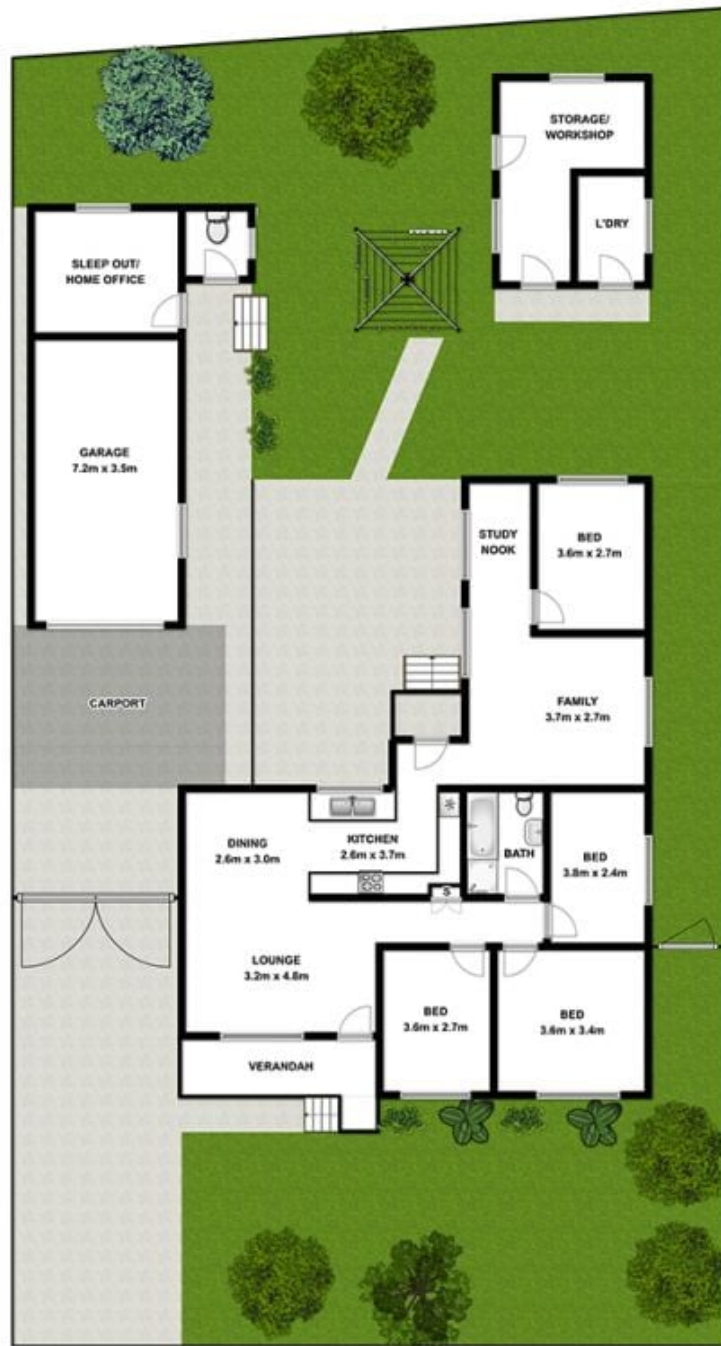 STORAGE/
WORKSHOP
L'DRY
SLEEP OUT/
HOME OFFICE
GARAGE
7.2m x 3.5m
STUDY
NOOK
BED
3.6m x 2.7m
CARPORT
FAMILY
3.7m x 2.7m
DINING
2.6m x 3.0m
KITCHEN
2.6m x 3.7m
BATH
BED
3.8m x 2.4m
S
LOUNGE
3.2m x 4.8m
BED
3.6m x 2.7m
BED
3.6m x 3.4m
VERANDAH